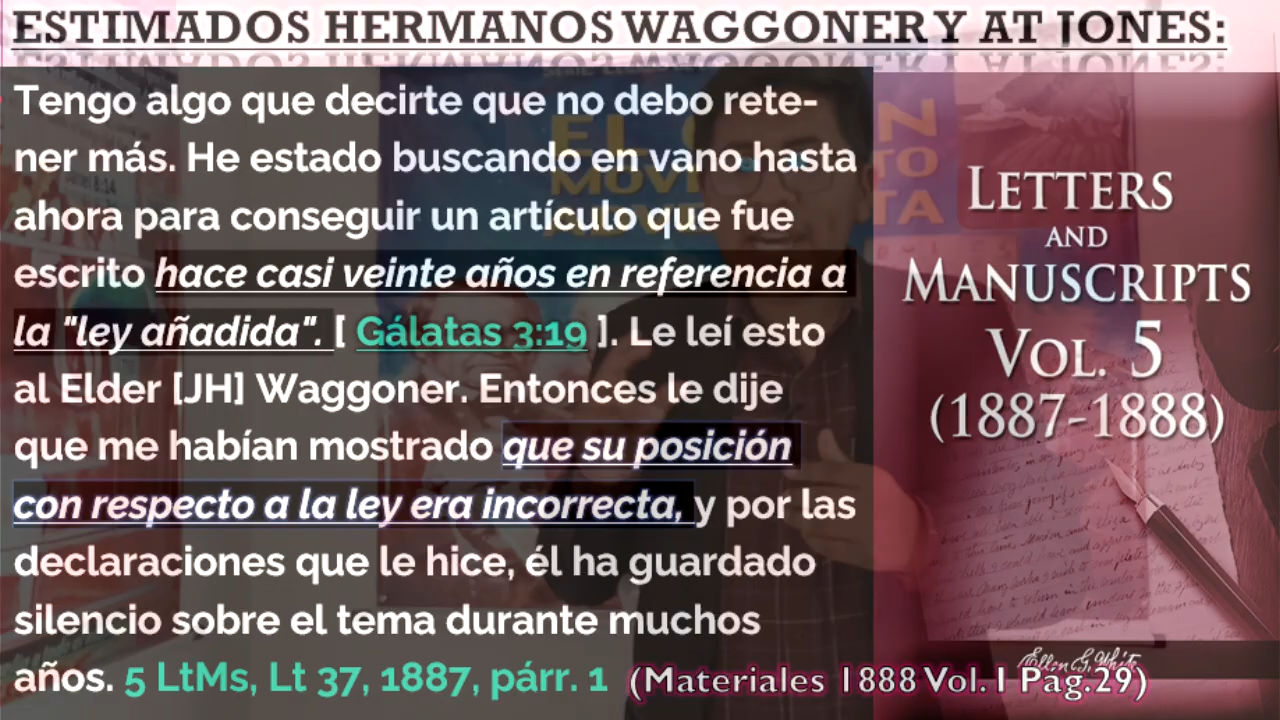 ESTIMADOS HERMANOS WAGGONER Y AT JONES:
Tengo algo que decirte que no debo rete-
ner más. He estado buscando en vano hasta
ahora para conseguir un artículo que fue
escrito hace casi veinte años en referencia a
la "ley añadida". [ Gálatas 3:19 ]. Le leí esto
al Elder [JH] Waggoner. Entonces le dije
que me habían mostrado que su posición
con respecto a la ley era incorrecta, y por las
declaraciones que le hice, él ha guardado
silencio sobre el tema durante muchos
años. 5 LtMs, Lt 37, 1887, párr. 1 (Materiales 1888 Vol. 1 Pág.29)
LETTERS
AND
MANUSCRIPTS
VOL. 5
(1887-1888)
Ellen G. White